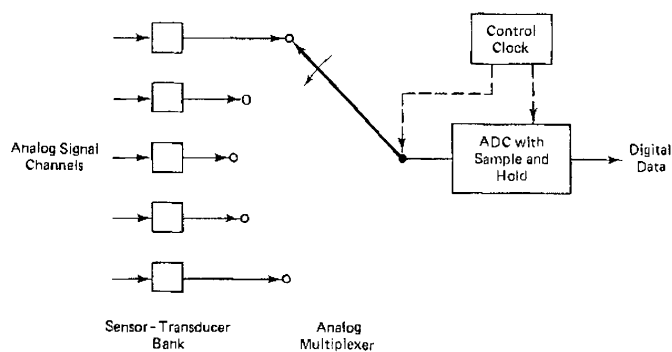 Control
Clock
Analog Signal
Channels
ADC with
Sample and
Hold
Digital
Data
Sensor-Transducer
Bank
Analog
Multiplexer